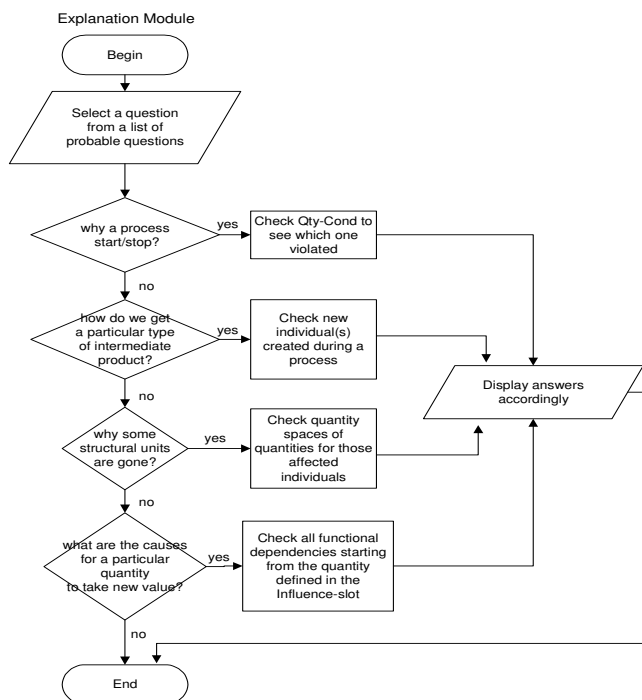 Explanation Module
Begin
Select a question
from a list of
probable questions
why a process
start/stop?
yes
Check Qty-Cond to
see which one
violated
no
how do we get
a particular type
of intermediate
product?
yes
Check new
individual(s)
created during a
process
Display answers
accordingly
no
why some
structural units
are gone?
yes
Check quantity
spaces of
quantities for those
affected
individuals
no
what are the causes
for a particular
quantity
to take new value?
yes
Check all functional
dependencies starting
from the quantity
defined in the
Influence-slot
no
End